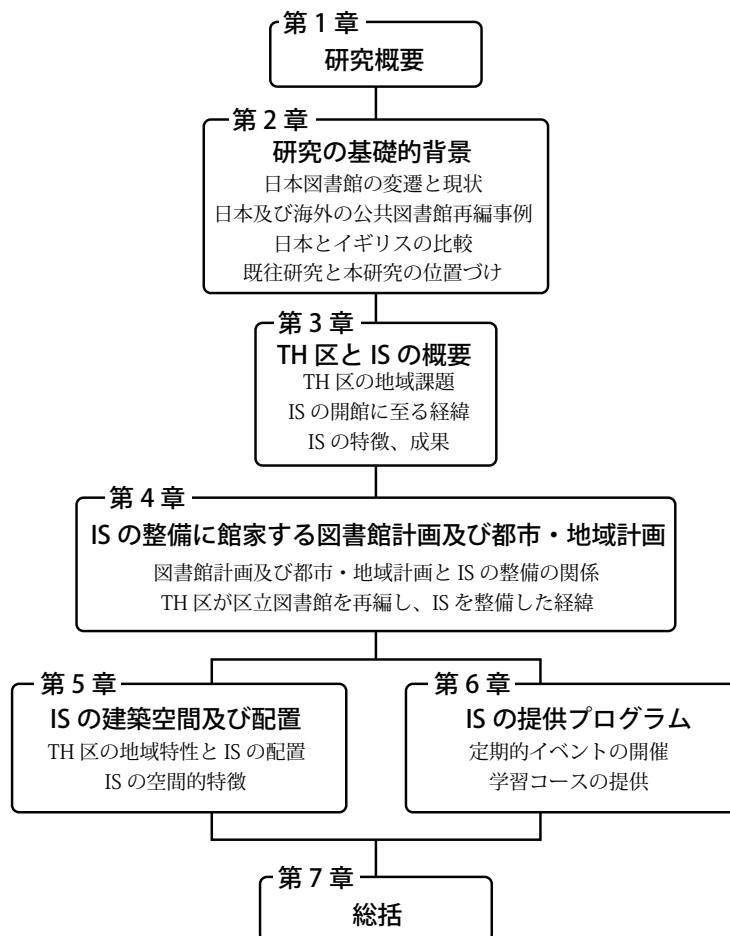 第 1 章
研究概要
第 2 章
研究の基礎的背景
日本図書館の変遷と現状
日本及び海外の公共図書館再編事例
日本とイギリスの比較
既往研究と本研究の位置づけ
第 3 章
TH 区と IS の概要
TH 区の地域課題
IS の開館に至る経緯
IS の特徴、成果
第 4 章
IS の整備に館家する図書館計画及び都市・地域計画
図書館計画及び都市・地域計画と IS の整備の関係
TH 区が区立図書館を再編し、IS を整備した経緯
第 5 章
IS の建築空間及び配置
TH 区の地域特性と IS の配置
IS の空間的特徴
第 6 章
IS の提供プログラム
定期的イベントの開催
学習コースの提供
第 7 章
総括